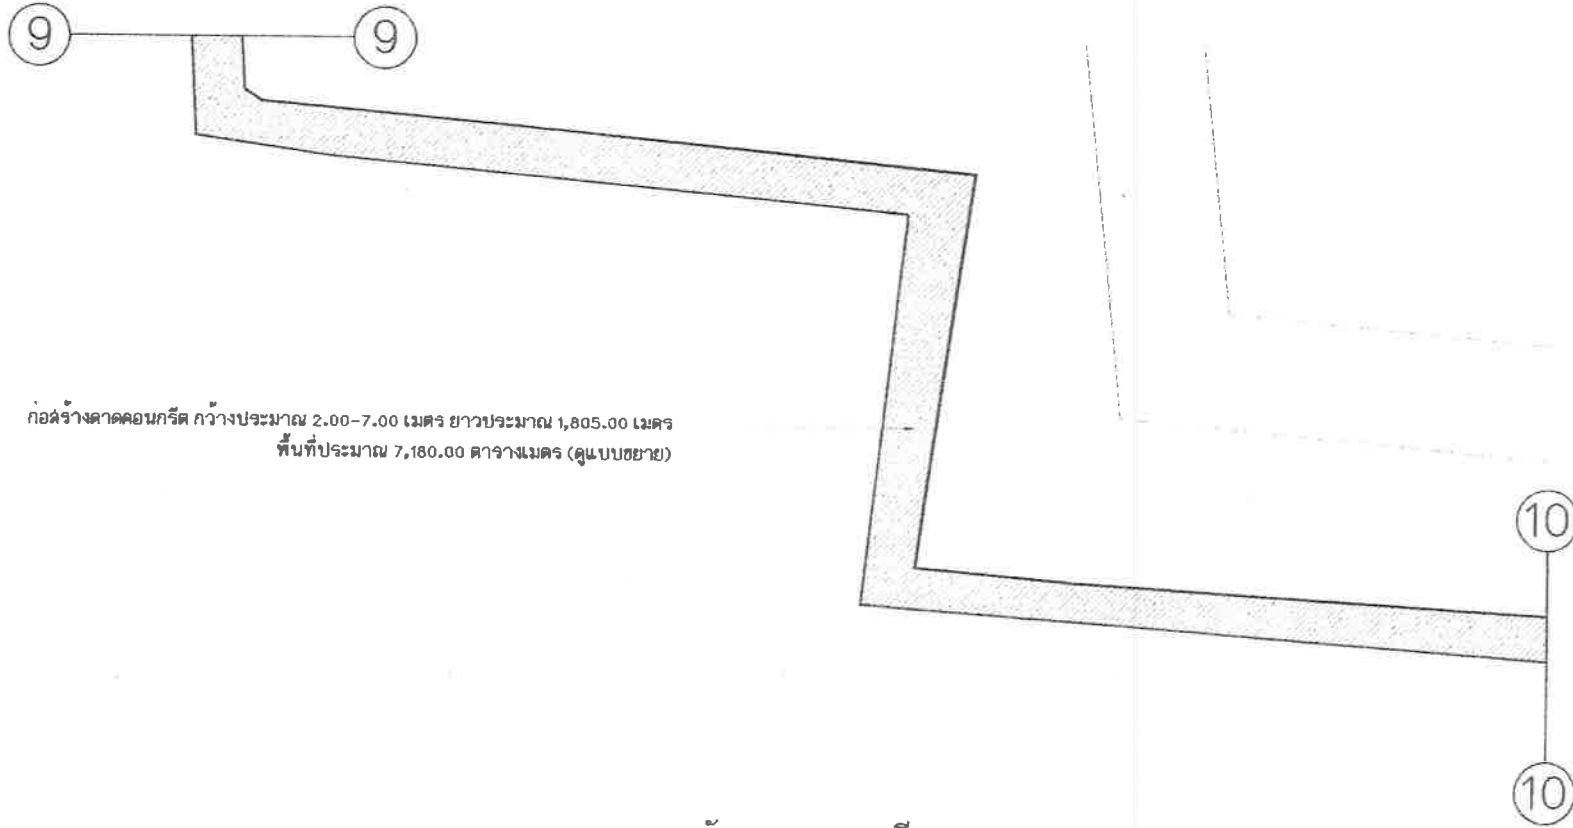 9 9
ก่อสร้างดาดคอนกรีต กว้างประมาณ 2.00-7.00 เมตร ยาวประมาณ 1,805.00 เมตร
พื้นที่ประมาณ 7,180.00 ตารางเมตร (ดูแบบขยาย)
10
10